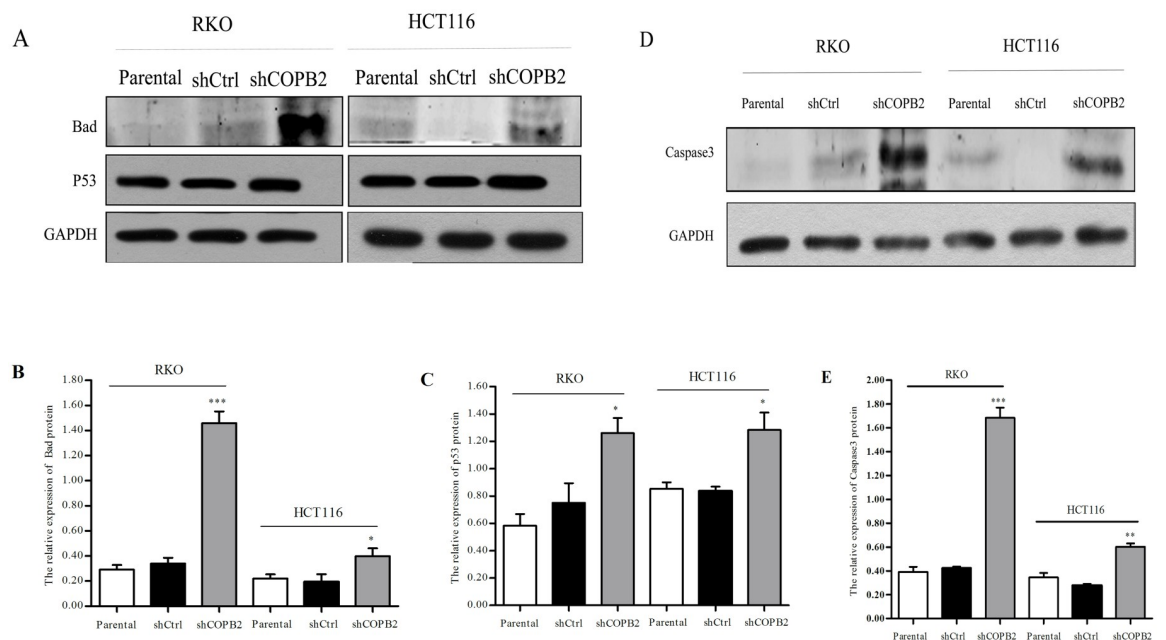 A
RKO
HCT116
Parental shCtrl shCOPB2
Parental shCtrl shCOPB2
Bad
P53
GAPDH
D
RKO
HCT116
Parental shCtrl shCOPB2 Parental shCtrl shCOPB2
Caspase3
GAPDH
B
RKO
The relative expression of Bad protein
1.80
1.60
1.40
1.20
1.00
0.80
0.60
0.40
0.20
0.00
***
HCT116
*
Parental shCtrl shCOPB2 Parental shCtrl shCOPB2
C
RKO
HCT116
The relative expression of p53 protein
1.60
1.40
1.20
1.00
0.80
0.60
0.40
0.20
0.00
*
*
Parental shCtrl shCOPB2 Parental shCtrl shCOPB2
E
RKO
The relative expression of Caspase3 protein
2.00
1.80
1.60
1.40
1.20
1.00
0.80
0.60
0.40
0.20
0.00
***
HCT116
**
Parental shCtrl shCOPB2 Parental shCtrl shCOPB2